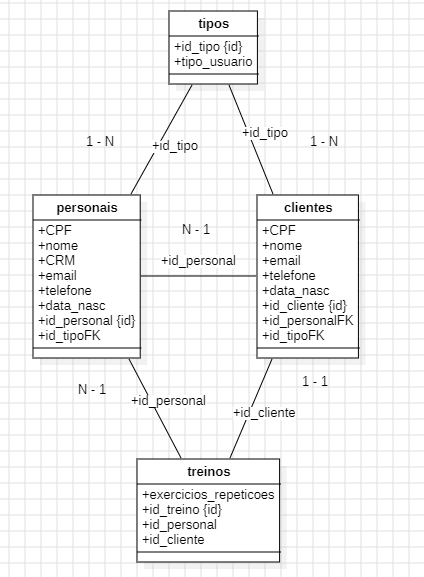 tipos
+id_tipo {id}
+tipo_usuario
1 - N
+id_tipo
+id_tipo
1 - N
personais
+CPF
+nome
+CRM
+email
+telefone
+data_nasc
+id_personal {id}
+id_tipoFK
N - 1
+id_personal
clientes
+CPF
+nome
+email
+telefone
+data_nasc
+id_cliente {id}
+id_personalFK
+id_tipoFK
N - 1
+id_personal
1 - 1
+id_cliente
treinos
+exercicios_repeticoes
+id_treino {id}
+id_personal
+id_cliente